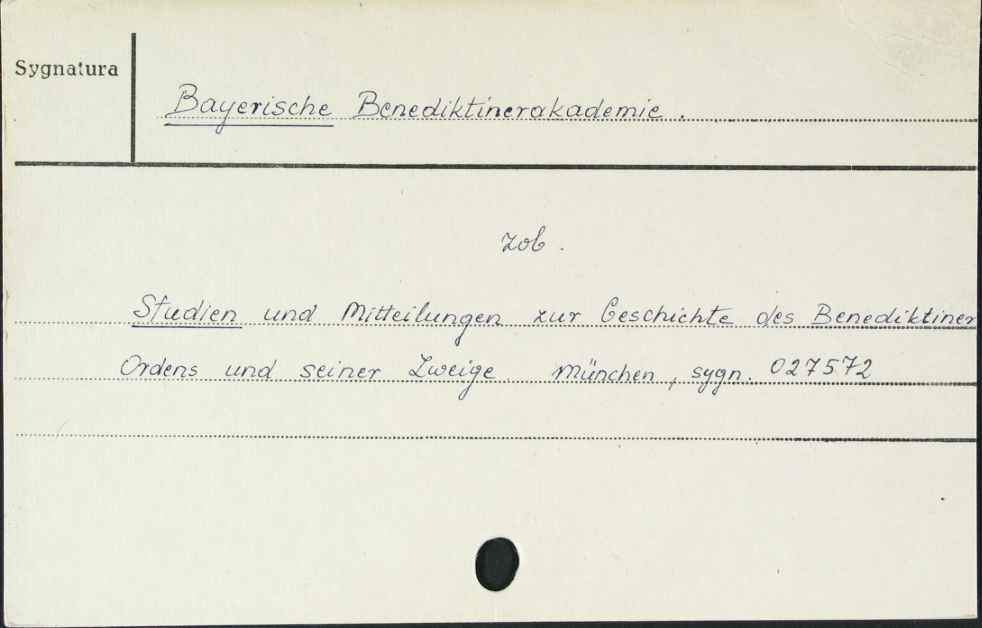 Sygnatura
Bayerische Benediktinerakademie.
zob.
Studien und Mitteilungen zur Geschichte des Benediktiner
Ordens und seiner Zweige. München, sygn. 027572